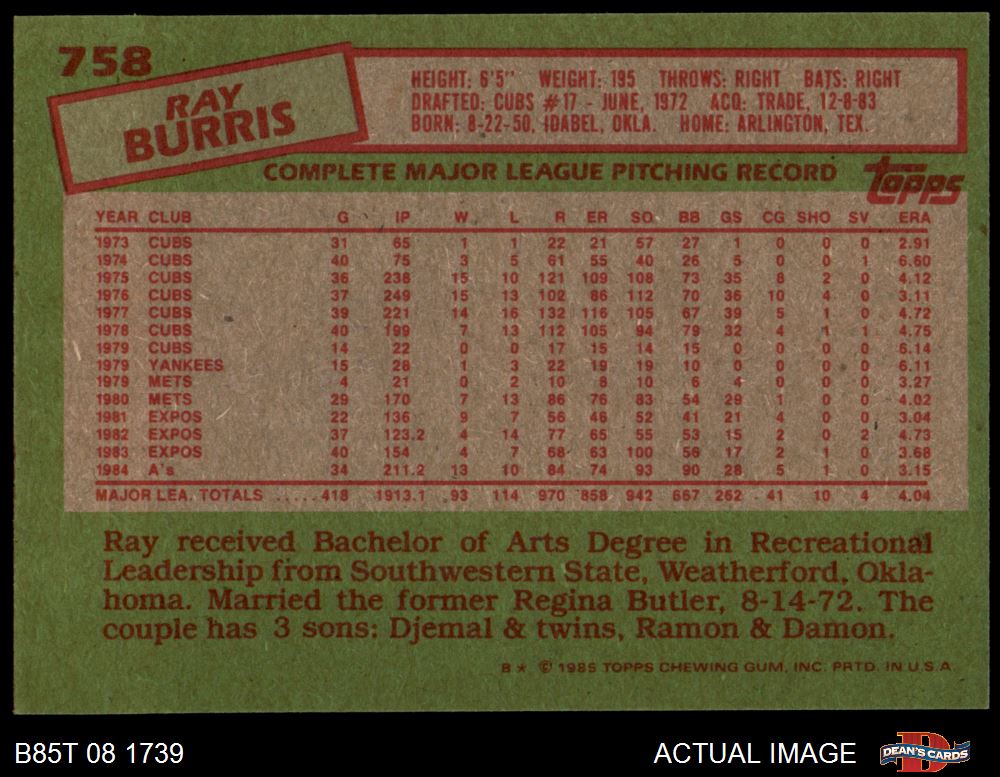 758
RAY
BURRIS
HEIGHT: 6'5" WEIGHT: 195 THROWS: RIGHT BATS: RIGHT
DRAFTED: CUBS #17 - JUNE, 1972 ACQ: TRADE, 12-8-83
BORN: 8-22-50, IDABEL, OKLA. HOME: ARLINGTON, TEX.
COMPLETE MAJOR LEAGUE PITCHING RECORD
topps
YEAR CLUB G IP W L R ER SO BB GS CG SHO SV ERA
1973 CUBS 31 65 1 1 22 21 57 27 1 0 0 0 2.91
1974 CUBS 40 75 3 5 61 55 40 26 5 0 0 1 6.60
1975 CUBS 36 238 15 10 121 109 108 73 35 8 2 0 4.12
1976 CUBS 37 249 15 13 102 86 112 70 36 10 4 0 3.11
1977 CUBS 39 221 14 16 132 116 105 67 39 5 1 0 4.72
1978 CUBS 40 199 7 13 112 105 94 79 32 4 1 1 4.75
1979 CUBS 14 22 0 0 17 15 14 15 0 0 0 0 6.14
1979 YANKEES 15 28 1 3 22 19 19 10 0 0 0 0 6.11
1979 METS 4 21 0 2 10 8 10 6 4 0 0 0 3.27
1980 METS 29 170 7 13 86 76 83 54 29 1 0 0 4.02
1981 EXPOS 22 136 9 7 56 46 52 41 21 4 0 0 3.04
1982 EXPOS 37 123.2 4 14 77 65 55 53 15 2 0 2 4.73
1983 EXPOS 40 154 4 7 68 63 100 56 17 2 1 0 3.68
1984 A's 34 211.2 13 10 84 74 93 90 28 5 1 0 3.15
MAJOR LEA. TOTALS ..... 418 1913.1 93 114 970 858 942 667 262 41 10 4 4.04
Ray received Bachelor of Arts Degree in Recreational
Leadership from Southwestern State, Weatherford, Okla-
homa. Married the former Regina Butler, 8-14-72. The
couple has 3 sons: Djemal & twins, Ramon & Damon.
B★ © 1985 TOPPS CHEWING GUM, INC. PRTD. IN U.S.A.
B85T 08 1739
ACTUAL IMAGE
DEAN'S CARDS